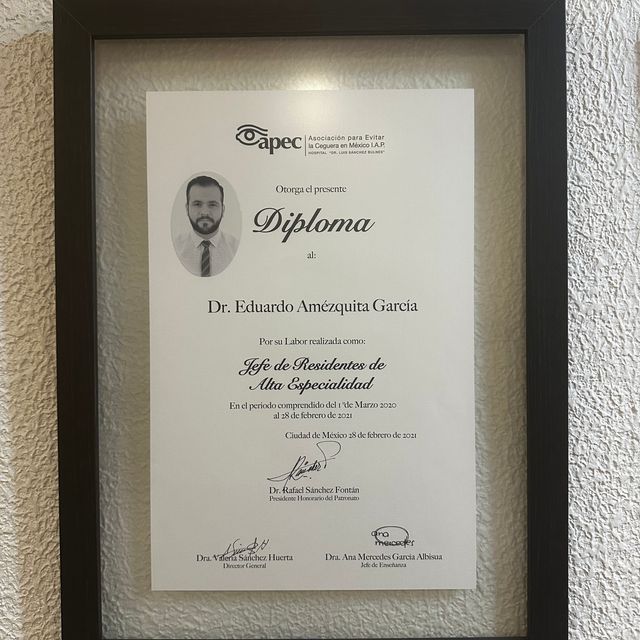 apec
Asociación para Evitar
la Ceguera en México I.A.P.
HOSPITAL "DR. LUIS SÁNCHEZ BULNES"
Otorga el presente
Diploma
al:
Dr. Eduardo Amézquita García
Por su Labor realizada como:
Jefe de Residentes de
Alta Especialidad
En el periodo comprendido del 1°de Marzo 2020
al 28 de febrero de 2021
Ciudad de México 28 de febrero de 2021
Dr. Rafael Sánchez Fontán
Presidente Honorario del Patronato
ana
mercedes
Dra. Valeria Sánchez Huerta
Director General
Dra. Ana Mercedes García Albisua
Jefe de Enseñanza